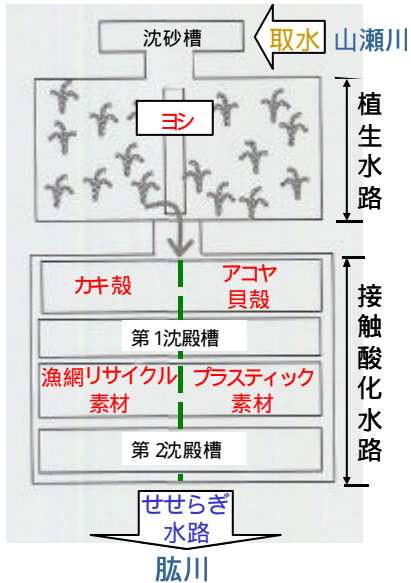 沈砂槽
取水
山瀬川
ヨシ
植生水路
カキ殻
アコヤ
貝殻
第1沈殿槽
漁網リサイクル
素材
プラスティック
素材
第2沈殿槽
接触酸化水路
せせらぎ
水路
肱川